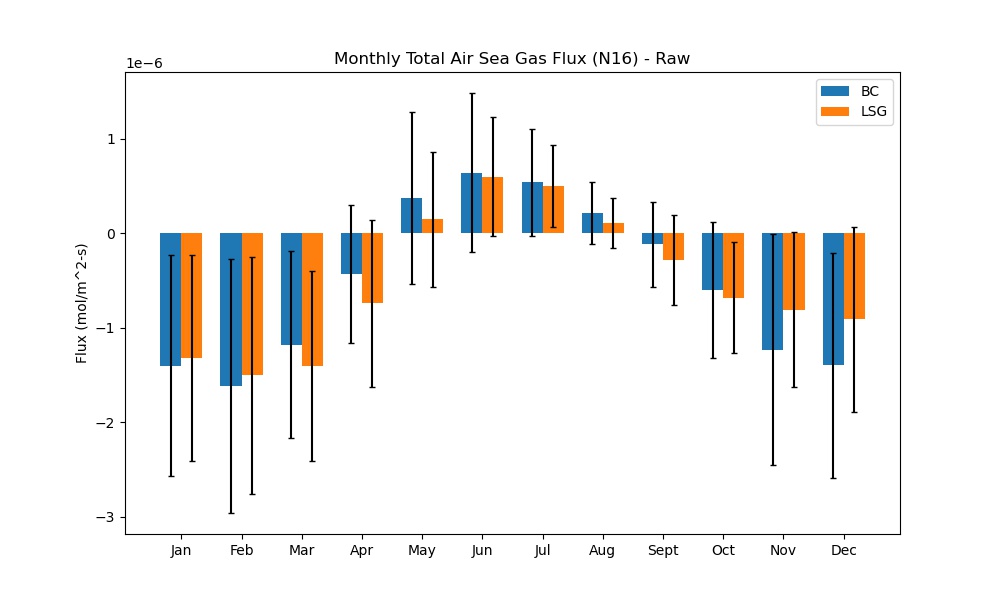 Monthly Total Air Sea Gas Flux (N16) - Raw
1e−6
BC
LSG
1
0
−1
−2
−3
Flux (mol/m^2-s)
Jan Feb Mar Apr May Jun Jul Aug Sept Oct Nov Dec